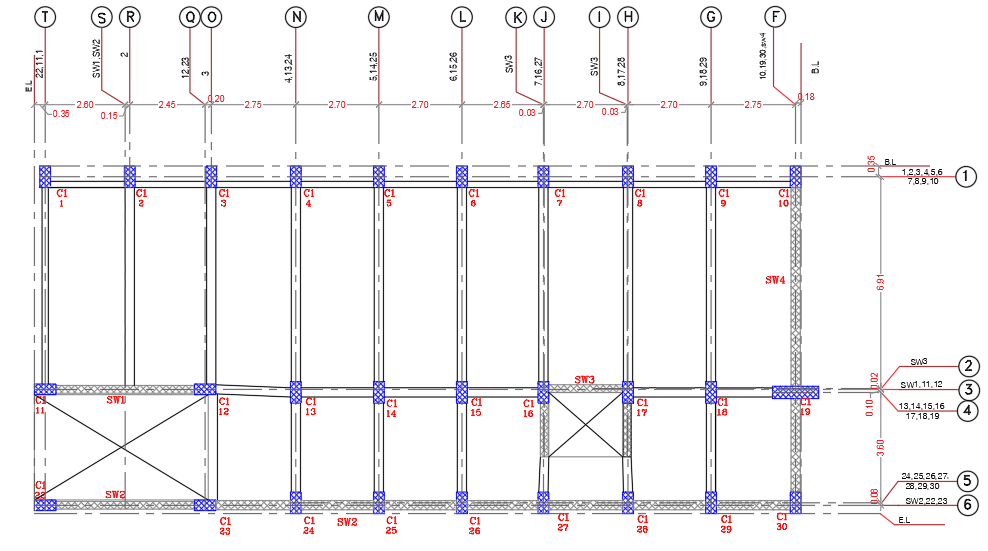 T S R Q O N M L K J I H G F
22,11,1
SW1,SW2
2
12,23
3
4,13,24
5,14,25
6,15,26
SW3
7,16,27
SW3
8,17,28
9,18,29
10,19,30,sw4
B.L
E.L
2.60 2.45 0.20 2.75 2.70 2.70 2.65 2.70 2.70 2.75 0.18
0.35 0.15 0.03 0.03
0.35
B.L
1,2,3,4,5,6
7,8,9,10
1
C1 C1 C1 C1 C1 C1 C1 C1 C1 C1
1 2 3 4 5 6 7 8 9 10
SW4
6.91
SW3
2
SW3
0.02
SW1,11,12
3
SW1
C1 C1 C1 C1 C1 C1 C1 C1 C1
11 12 13 14 15 16 17 18 19
0.10
13,14,15,16
17,18,19
4
3.60
24,25,26,27,
28,29,30
5
C1
22
SW2
0.08
SW2,22,23
6
C1 C1 SW2 C1 C1 C1 C1 C1 C1
23 24 25 26 27 28 29 30
E.L